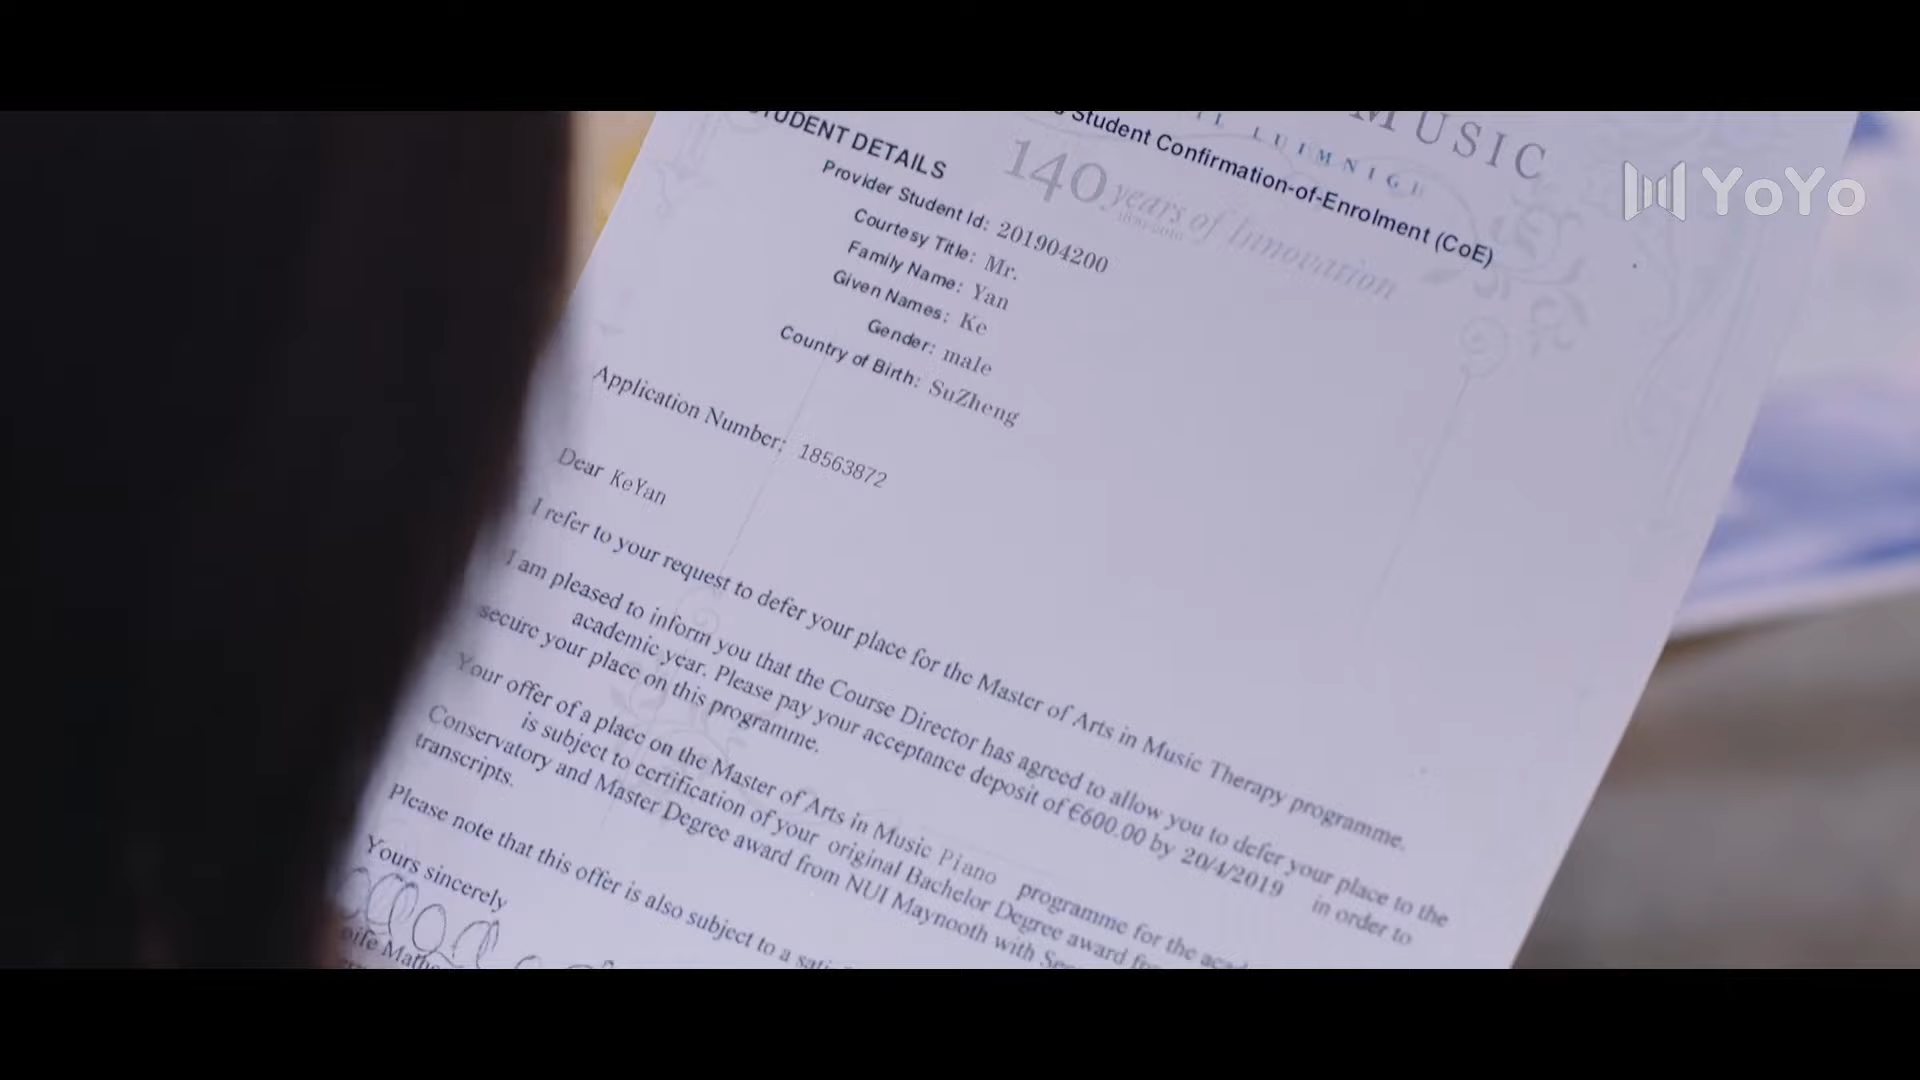 MUSIC
LUIMNIGH
Student Confirmation-of-Enrolment (CoE)
140 years of Innovation
STUDENT DETAILS
Provider Student Id: 201904200
Courtesy Title: Mr.
Family Name: Yan
Given Names: Ke
Gender: male
Country of Birth: SuZheng
Application Number: 18563872
Dear KeYan
I refer to your request to defer your place for the Master of Arts in Music Therapy programme.
I am pleased to inform you that the Course Director has agreed to allow you to defer your place to the
academic year. Please pay your acceptance deposit of €600.00 by 20/4/2019 in order to
secure your place on this programme.
Your offer of a place on the Master of Arts in Music Piano programme for the
is subject to certification of your original Bachelor Degree award
Conservatory and Master Degree award from NUI Maynooth with
transcripts.
Please note that this offer is also subject to a
Yours sincerely
YoYo